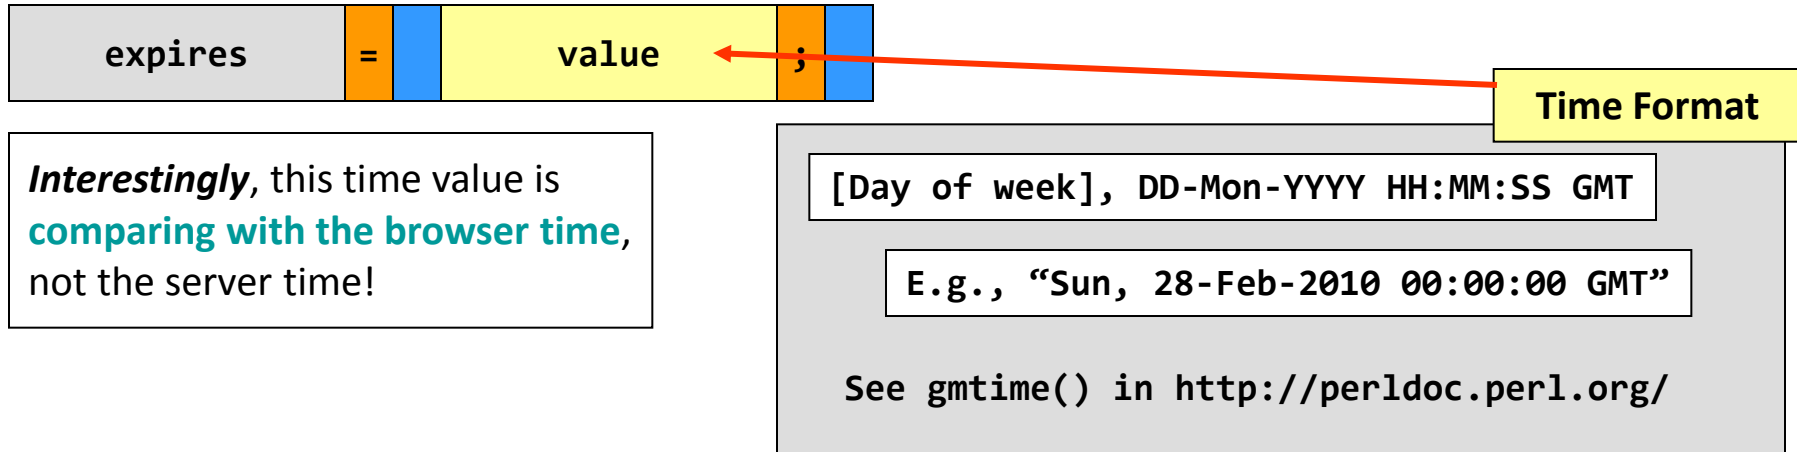 expires = value ;
Time Format
Interestingly, this time value is
comparing with the browser time,
not the server time!
[Day of week], DD-Mon-YYYY HH:MM:SS GMT
E.g., “Sun, 28-Feb-2010 00:00:00 GMT”
See gmtime() in http://perldoc.perl.org/